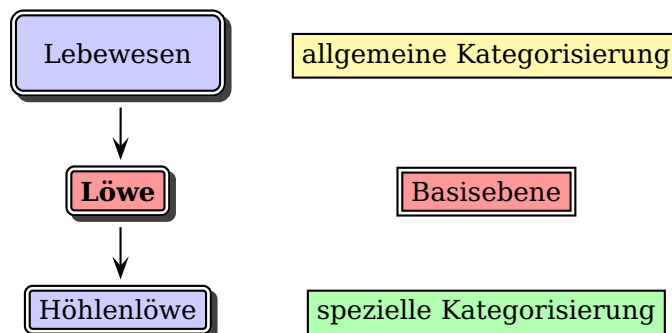 Lebewesen
allgemeine Kategorisierung
Löwe
Basisebene
Höhlenlöwe
spezielle Kategorisierung